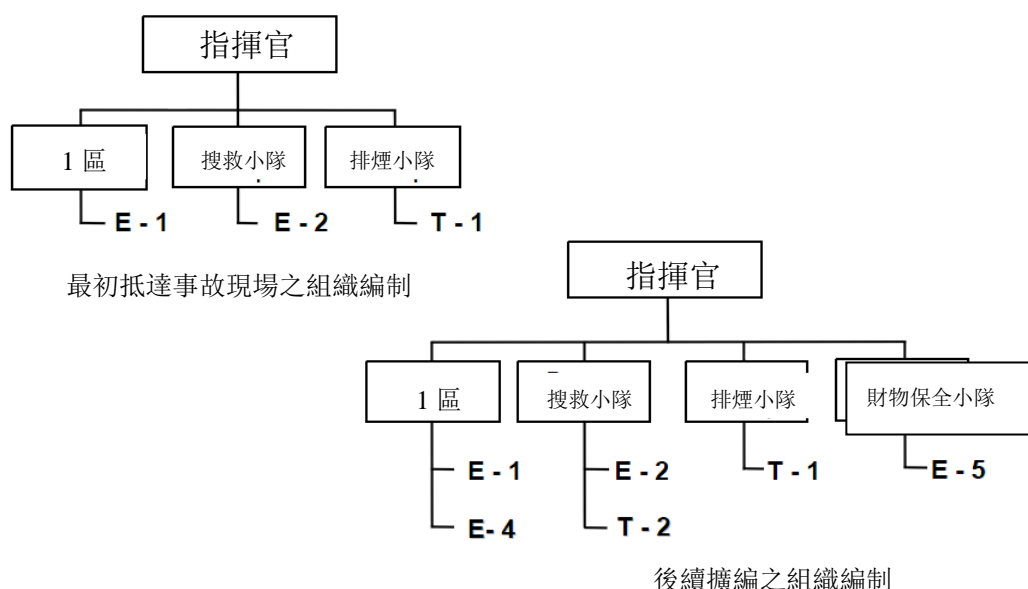 指揮官
1 區
搜救小隊
排煙小隊
E - 1
E - 2
T - 1
最初抵達事故現場之組織編制
指揮官
1 區
搜救小隊
排煙小隊
財物保全小隊
E - 1
E - 2
T - 1
E - 5
E- 4
T - 2
後續擴編之組織編制